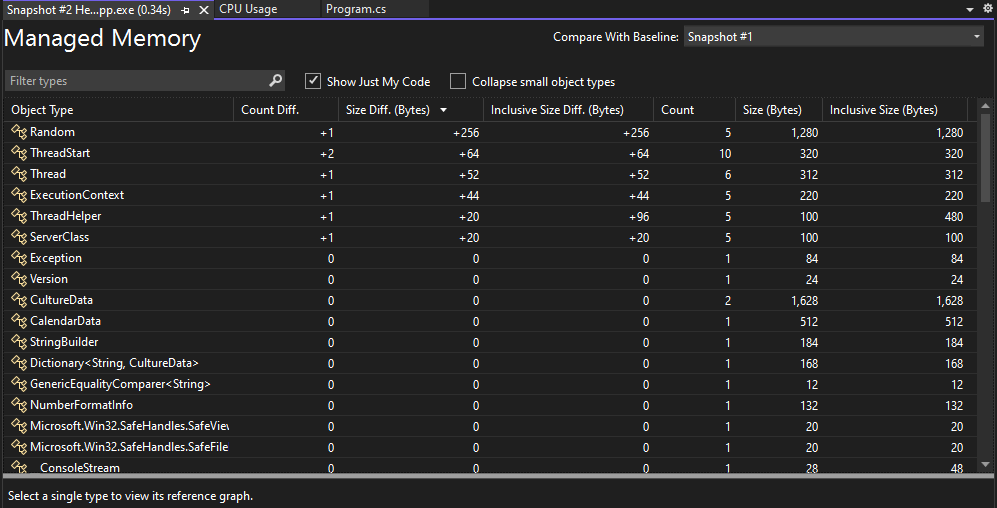 Snapshot #2 He...pp.exe (0.34s) CPU Usage Program.cs
Managed Memory
Compare With Baseline: Snapshot #1
Filter types Show Just My Code Collapse small object types
Object Type Count Diff. Size Diff. (Bytes) Inclusive Size Diff. (Bytes) Count Size (Bytes) Inclusive Size (Bytes)
Random +1 +256 +256 5 1,280 1,280
ThreadStart +2 +64 +64 10 320 320
Thread +1 +52 +52 6 312 312
ExecutionContext +1 +44 +44 5 220 220
ThreadHelper +1 +20 +96 5 100 480
ServerClass +1 +20 +20 5 100 100
Exception 0 0 0 1 84 84
Version 0 0 0 1 24 24
CultureData 0 0 0 2 1,628 1,628
CalendarData 0 0 0 1 512 512
StringBuilder 0 0 0 1 184 184
Dictionary<String, CultureData> 0 0 0 1 168 168
GenericEqualityComparer<String> 0 0 0 1 12 12
NumberFormatInfo 0 0 0 1 132 132
Microsoft.Win32.SafeHandles.SafeView 0 0 0 1 20 20
Microsoft.Win32.SafeHandles.SafeFile 0 0 0 1 20 20
__ConsoleStream 0 0 0 1 28 48
Select a single type to view its reference graph.